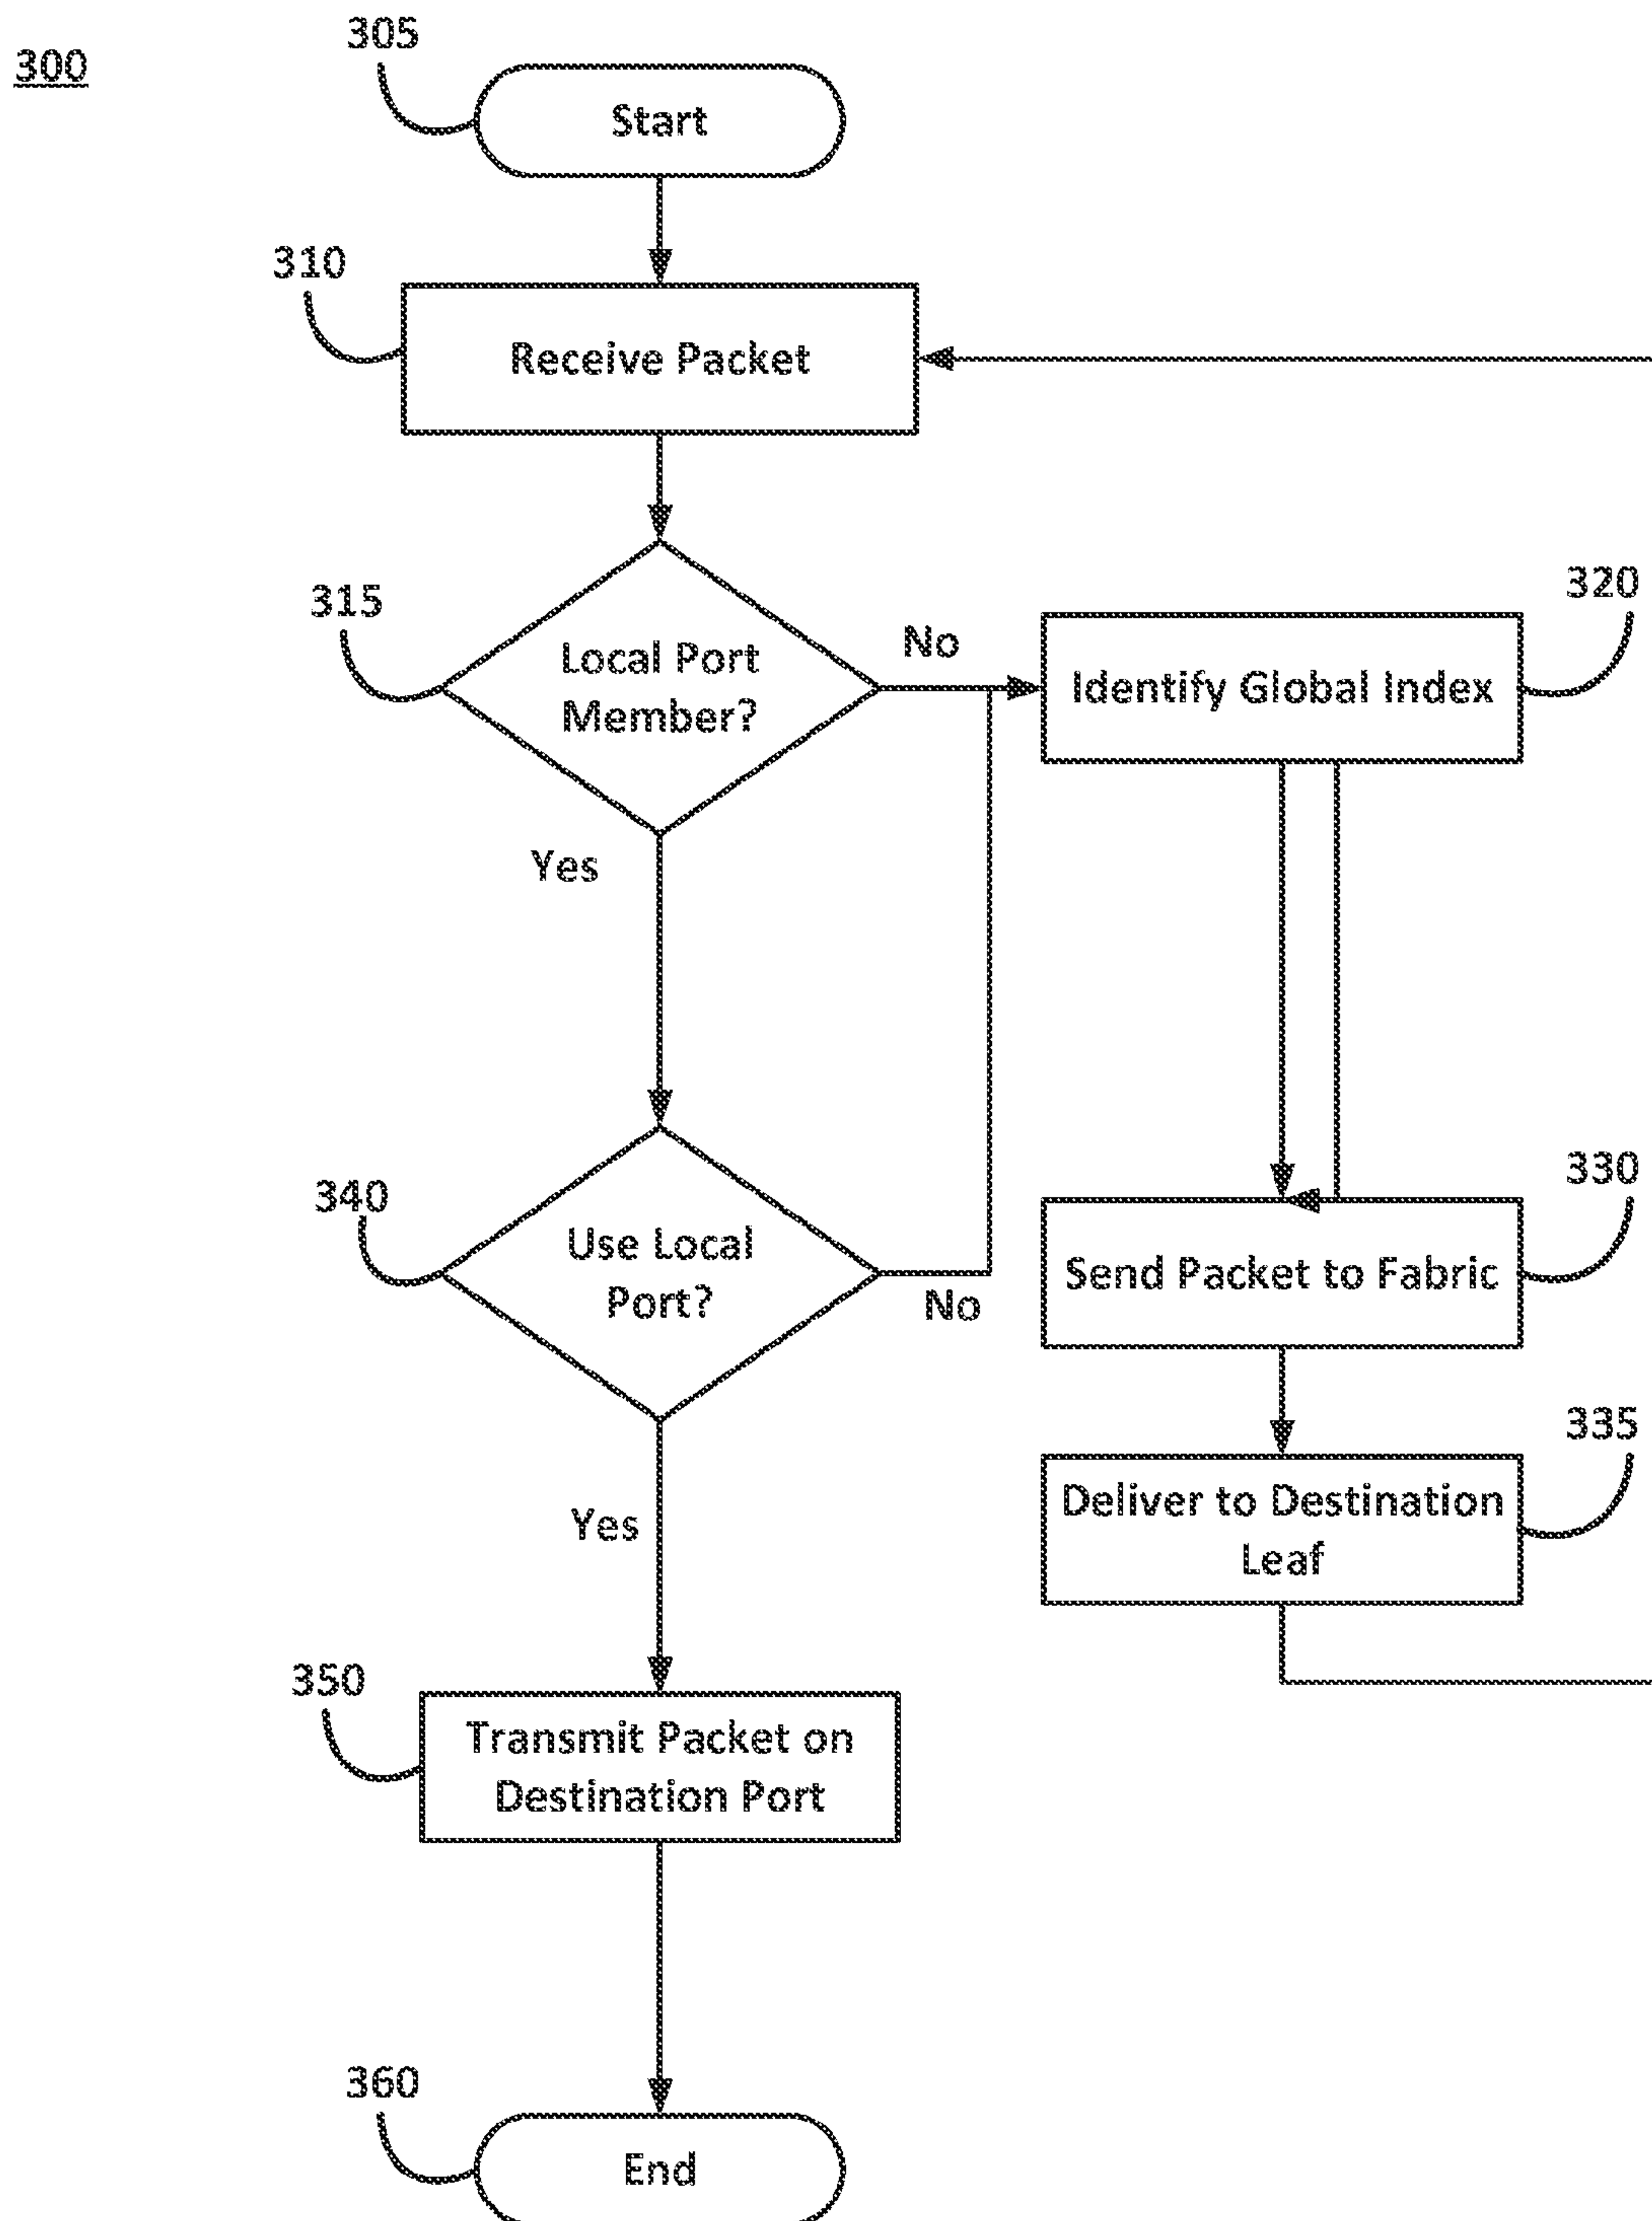 300
305
Start
310
Receive Packet
315
Local Port
Member?
No
320
Identify Global Index
Yes
340
Use Local
Port?
No
330
Send Packet to Fabric
335
Deliver to Destination
Leaf
Yes
350
Transmit Packet on
Destination Port
360
End